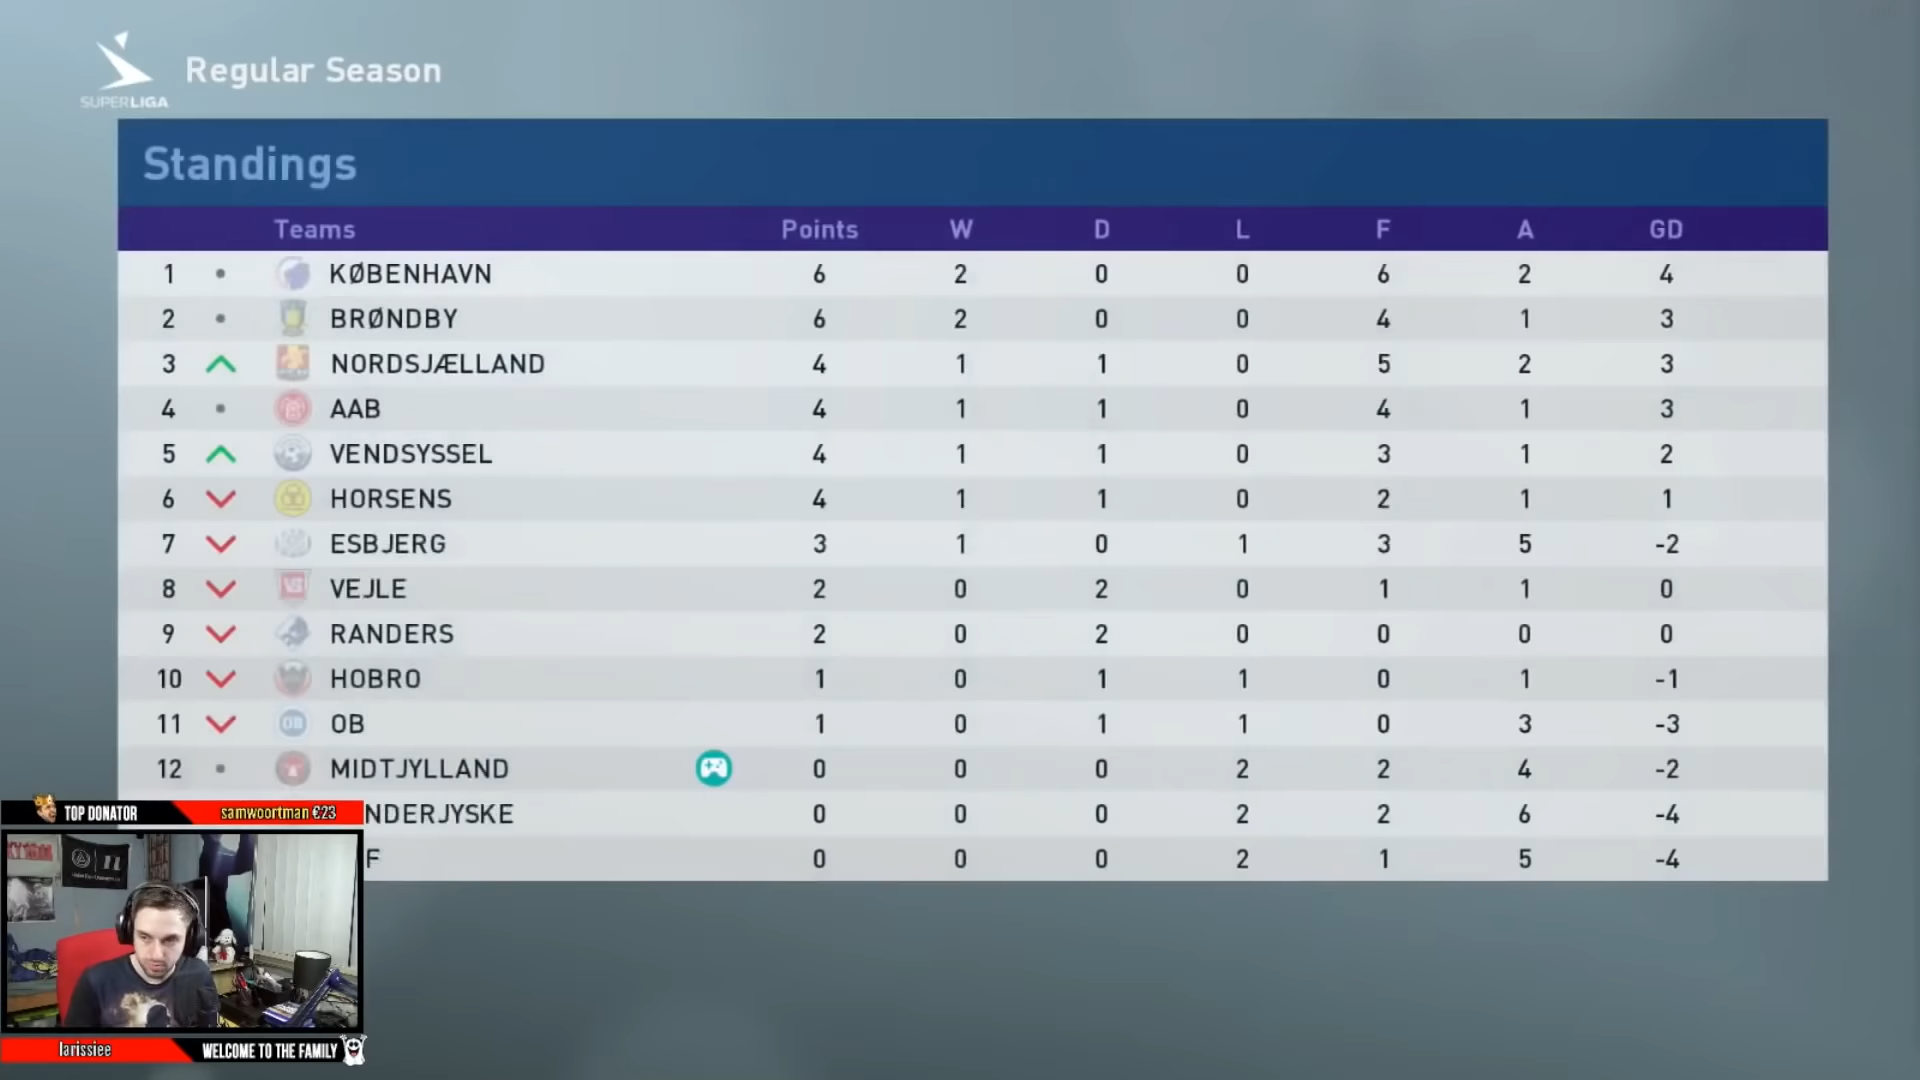 Regular Season
SUPERLIGA
Standings
Teams Points W D L F A GD
1 KØBENHAVN 6 2 0 0 6 2 4
2 BRØNDBY 6 2 0 0 4 1 3
3 NORDSJÆLLAND 4 1 1 0 5 2 3
4 AAB 4 1 1 0 4 1 3
5 VENDSYSSEL 4 1 1 0 3 1 2
6 HORSENS 4 1 1 0 2 1 1
7 ESBJERG 3 1 0 1 3 5 -2
8 VEJLE 2 0 2 0 1 1 0
9 RANDERS 2 0 2 0 0 0 0
10 HOBRO 1 0 1 1 0 1 -1
11 OB OB 1 0 1 1 0 3 -3
12 MIDTJYLLAND 0 0 0 2 2 4 -2
NDERJYSKE 0 0 0 2 2 6 -4
F 0 0 0 2 1 5 -4
TOP DONATOR samwoortman €23
larissiee WELCOME TO THE FAMILY